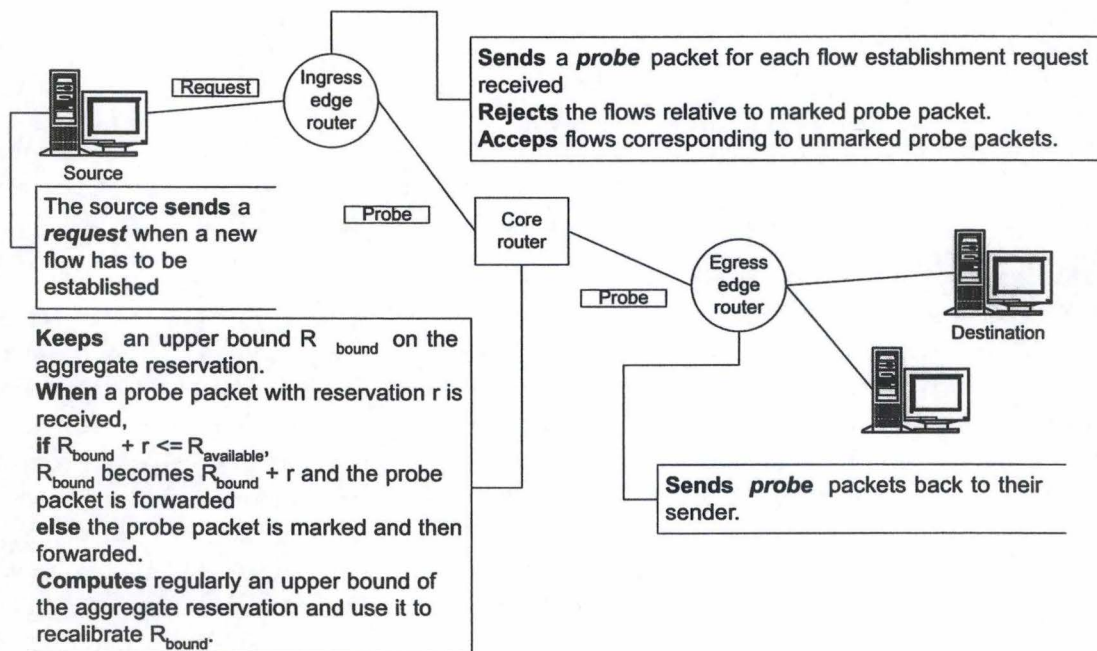 Request
Ingress
edge
router
Sends a probe packet for each flow establishment request
received
Rejects the flows relative to marked probe packet.
Acceps flows corresponding to unmarked probe packets.
Source
The source sends a
request when a new
flow has to be
established
Probe
Core
router
Probe
Egress
edge
router
Destination
Keeps an upper bound R bound on the
aggregate reservation.
When a probe packet with reservation r is
received,
if Rbound + r <= Ravailable,
Rbound becomes Rbound + r and the probe
packet is forwarded
else the probe packet is marked and then
forwarded.
Computes regularly an upper bound of
the aggregate reservation and use it to
recalibrate Rbound.
Sends probe packets back to their
sender.